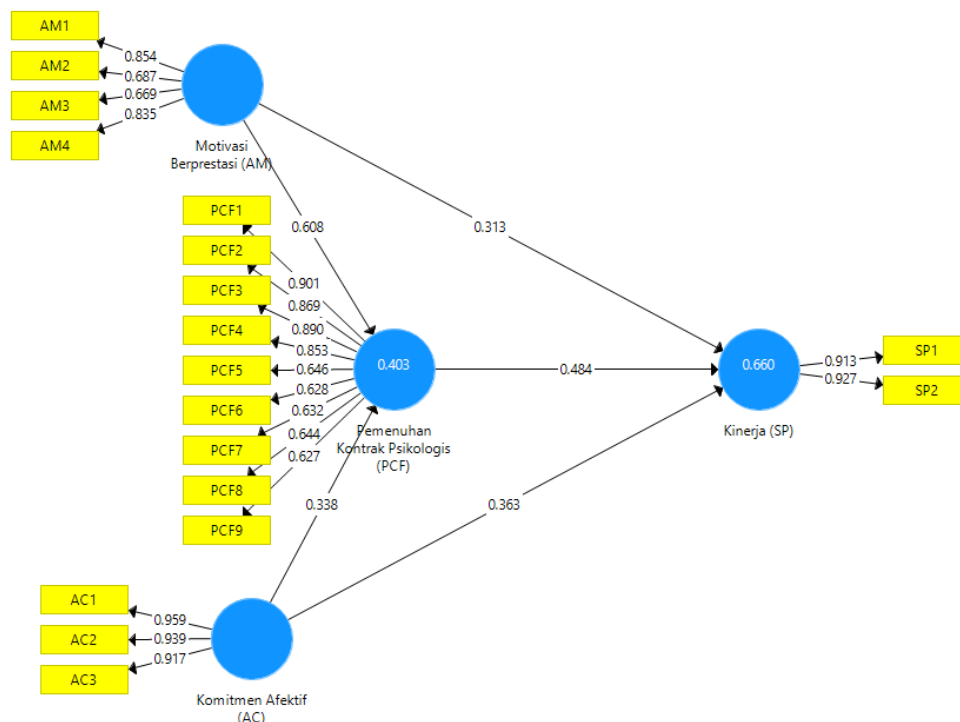 AM1
AM2
AM3
AM4
0.854
0.687
0.669
0.835
Motivasi
Berprestasi (AM)
0.608
0.313
PCF1
PCF2
PCF3
PCF4
PCF5
PCF6
PCF7
PCF8
PCF9
0.901
0.869
0.890
0.853
0.646
0.628
0.632
0.644
0.627
0.403
Pemenuhan
Kontrak Psikologis
(PCF)
0.484
0.660
Kinerja (SP)
0.913
0.927
SP1
SP2
0.338
0.363
AC1
AC2
AC3
0.959
0.939
0.917
Komitmen Afektif
(AC)